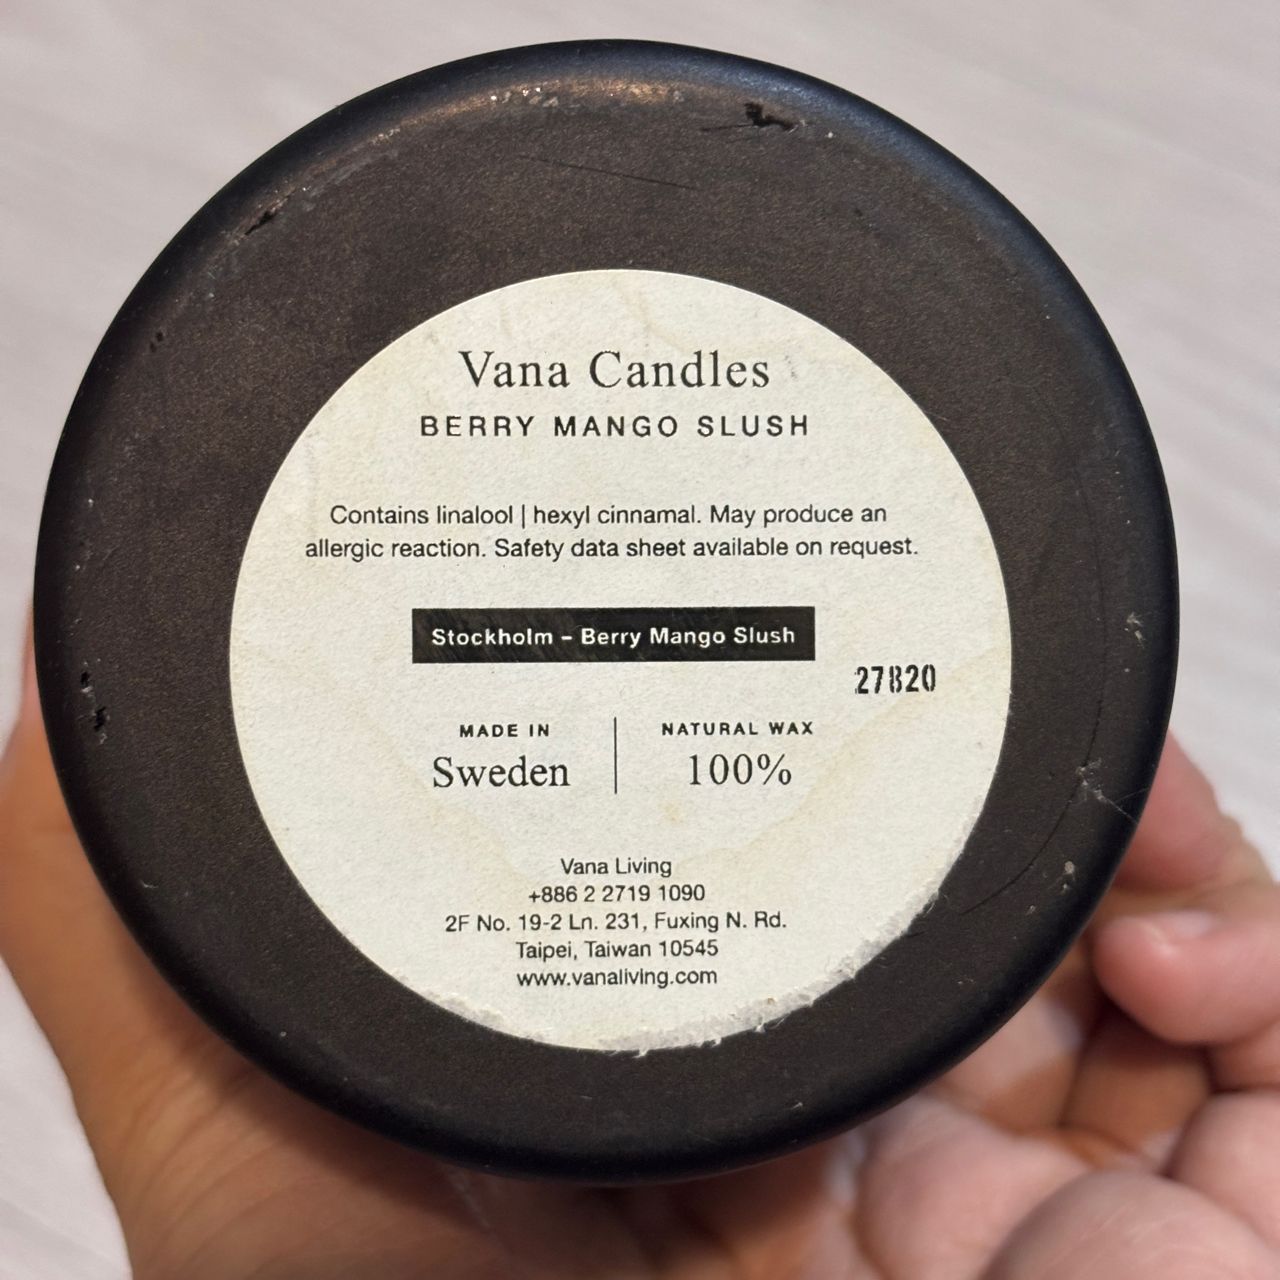 Vana Candles
BERRY MANGO SLUSH
Contains linalool | hexyl cinnamal. May produce an
allergic reaction. Safety data sheet available on request.
Stockholm – Berry Mango Slush
27820
MADE IN
Sweden
NATURAL WAX
100%
Vana Living
+886 2 2719 1090
2F No. 19-2 Ln. 231, Fuxing N. Rd.
Taipei, Taiwan 10545
www.vanaliving.com